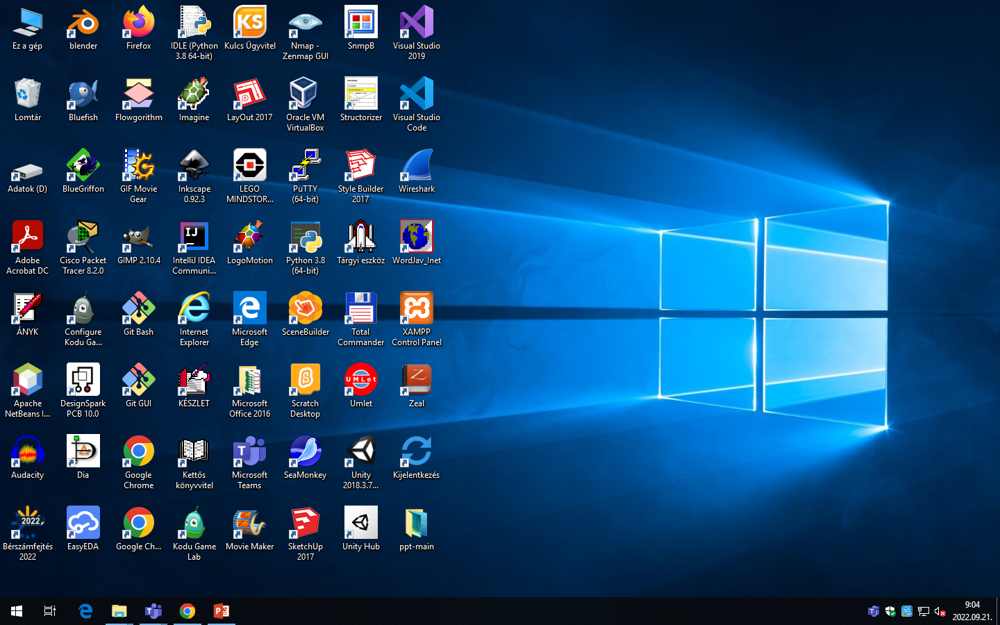 Ez a gép
blender
Firefox
IDLE (Python
3.8 64-bit)
KS
Kulcs Ügyvitel
Nmap -
Zenmap GUI
SnmpB
Visual Studio
2019
Lomtár
Bluefish
Flowgorithm
Imagine
LayOut 2017
Oracle VM
VirtualBox
Structorizer
Visual Studio
Code
Adatok (D)
BlueGriffon
GIF Movie
Gear
Inkscape
0.92.3
LEGO
MINDSTOR...
PuTTY
(64-bit)
Style Builder
2017
Wireshark
Adobe
Acrobat DC
Cisco Packet
Tracer 8.2.0
GIMP 2.10.4
IJ
IntelliJ IDEA
Communi...
LogoMotion
Python 3.8
(64-bit)
Tárgyi eszköz
WordJav_Inet
ÁNYK
Configure
Kodu Ga...
Git Bash
Internet
Explorer
Microsoft
Edge
SceneBuilder
Total
Commander
XAMPP
Control Panel
Apache
NetBeans I...
DesignSpark
PCB 10.0
Git GUI
KÉSZLET
Microsoft
Office 2016
Scratch
Desktop
UMLet
Umlet
Zeal
Audacity
Dia
Google
Chrome
Kettős
könyvvitel
Microsoft
Teams
SeaMonkey
Unity
2018.3.7...
Kijelentkezés
2022
Bérszámfejtés
2022
EasyEDA
Google Ch...
Kodu Game
Lab
Movie Maker
SketchUp
2017
Unity Hub
ppt-main
9:04
2022.09.21.